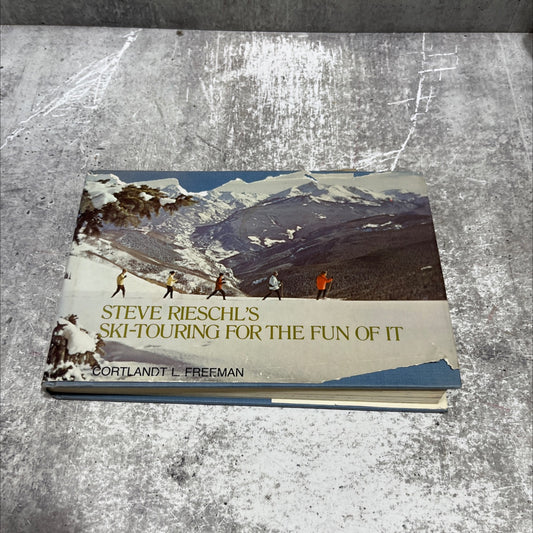 STEVE RIESCHL'S
SKI-TOURING FOR THE FUN OF IT
CORTLANDT L. FREEMAN